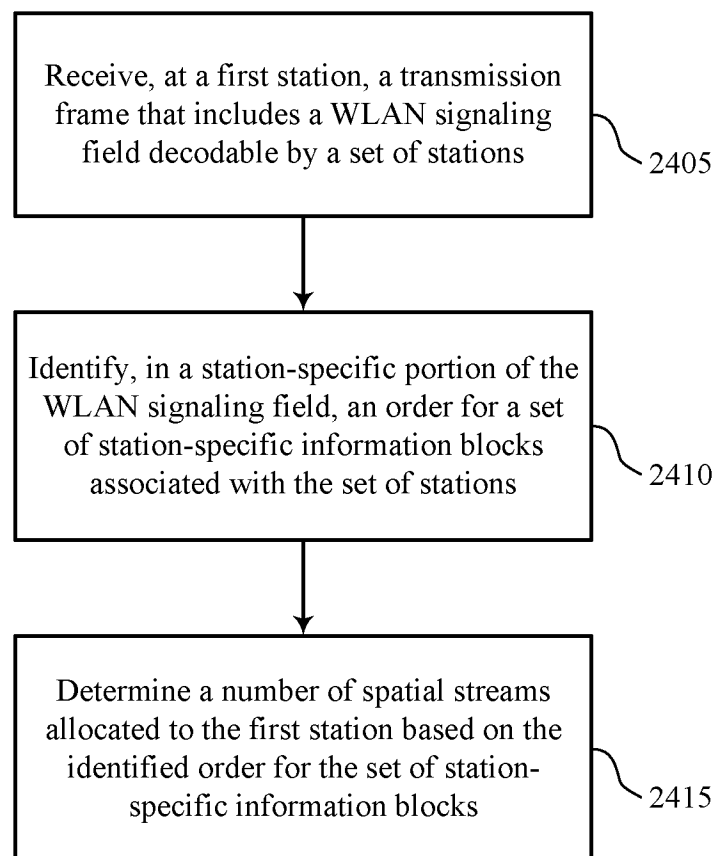 Receive, at a first station, a transmission
frame that includes a WLAN signaling
field decodable by a set of stations
2405
Identify, in a station-specific portion of the
WLAN signaling field, an order for a set
of station-specific information blocks
associated with the set of stations
2410
Determine a number of spatial streams
allocated to the first station based on the
identified order for the set of station-
specific information blocks
2415